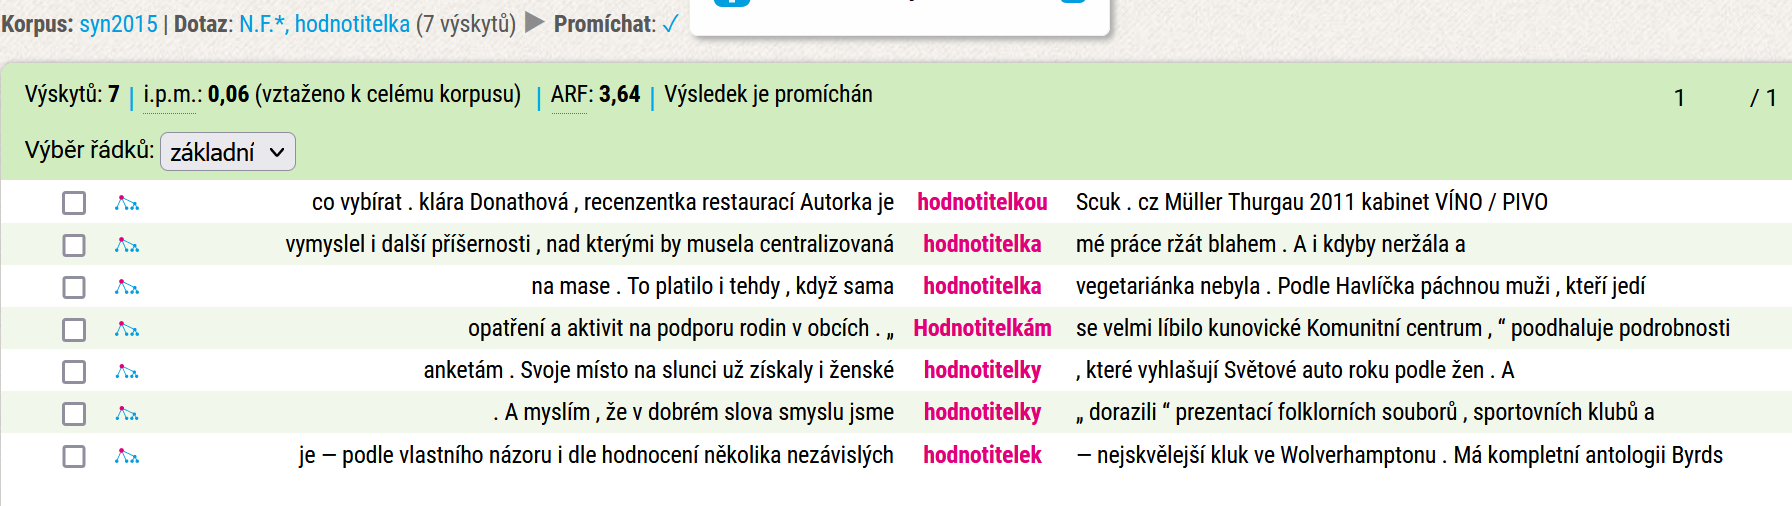 Korpus: syn2015 | Dotaz: N.F.*, hodnotitelka (7 výskytů) ▶ Promíchat: ✓
Výskytů: 7 | i.p.m.: 0,06 (vztaženo k celému korpusu) | ARF: 3,64 | Výsledek je promíchán 1 / 1
Výběr řádků: základní
co vybírat . klára Donathová , recenzentka restaurací Autorka je hodnotitelkou Scuk . cz Müller Thurgau 2011 kabinet VÍNO / PIVO
vymyslel i další příšernosti , nad kterými by musela centralizovaná hodnotitelka mé práce ržát blahem . A i kdyby neržála a
na mase . To platilo i tehdy , když sama hodnotitelka vegetariánka nebyla . Podle Havlíčka páchnou muži , kteří jedí
opatření a aktivit na podporu rodin v obcích . „ Hodnotitelkám se velmi líbilo kunovické Komunitní centrum , “ poodhaluje podrobnosti
anketám . Svoje místo na slunci už získaly i ženské hodnotitelky , které vyhlašují Světové auto roku podle žen . A
. A myslím , že v dobrém slova smyslu jsme hodnotitelky „ dorazili “ prezentací folklorních souborů , sportovních klubů a
je — podle vlastního názoru i dle hodnocení několika nezávislých hodnotitelek — nejskvělejší kluk ve Wolverhamptonu . Má kompletní antologii Byrds